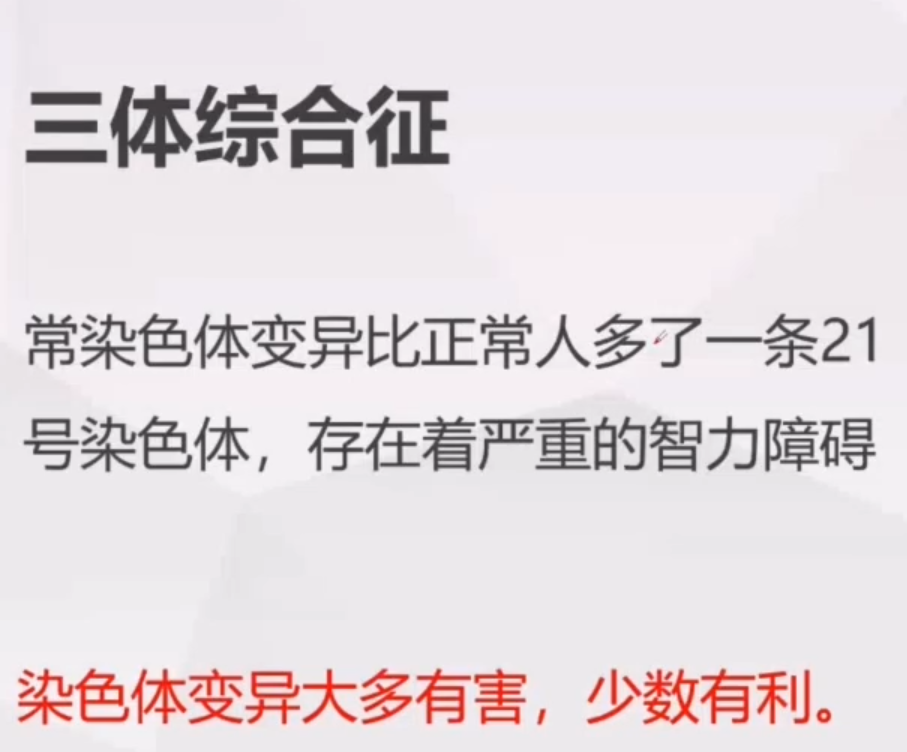 三体综合征
常染色体变异比正常人多了一条21
号染色体，存在着严重的智力障碍
染色体变异大多有害，少数有利。